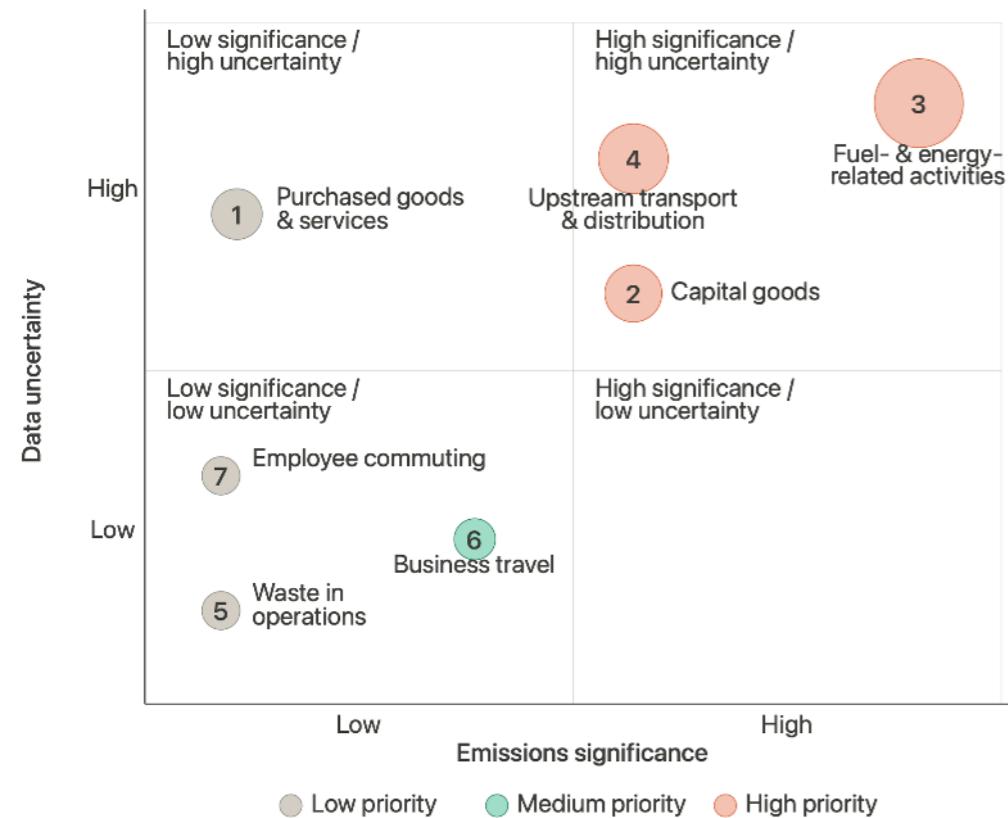 Low significance /
high uncertainty
High significance /
high uncertainty
3
Fuel- & energy-
related activities
4
Upstream transport
& distribution
High
1
Purchased goods
& services
2
Capital goods
Data uncertainty
Low significance /
low uncertainty
High significance /
low uncertainty
7
Employee commuting
Low
6
Business travel
5
Waste in
operations
Low
High
Emissions significance
Low priority
Medium priority
High priority